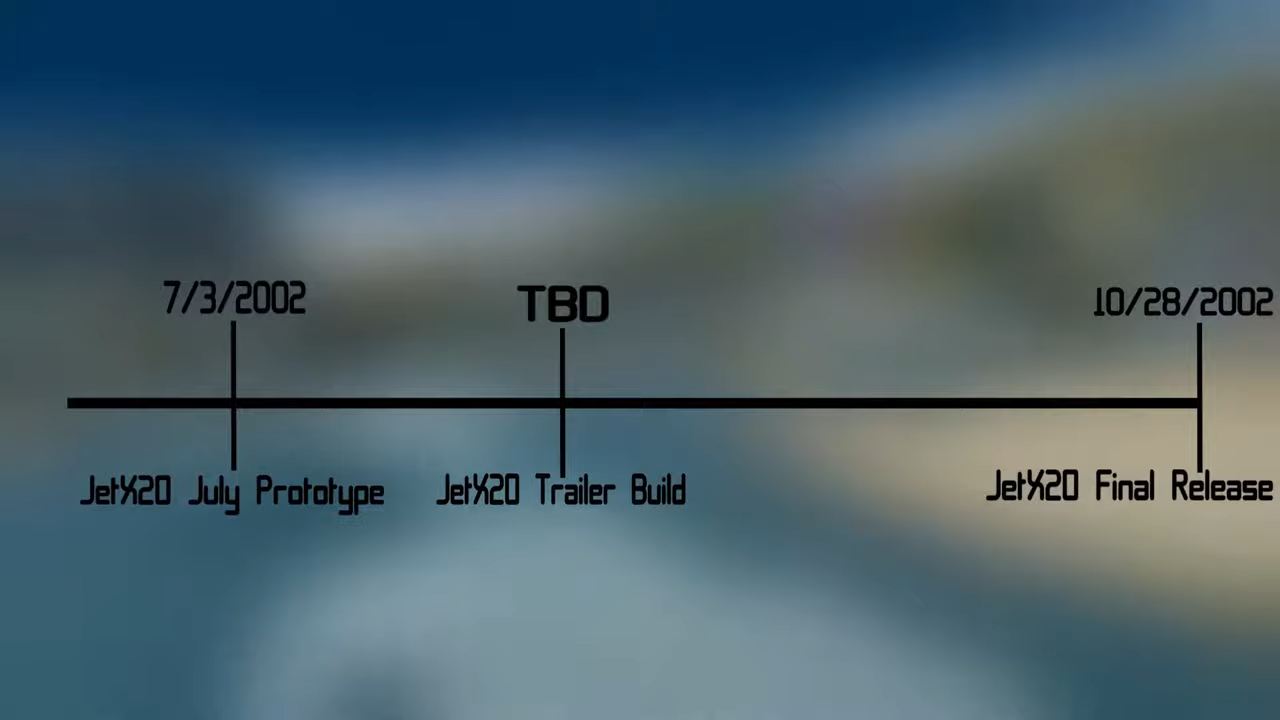 7/3/2002
TBD
10/28/2002
JetX20 July Prototype
JetX20 Trailer Build
JetX20 Final Release